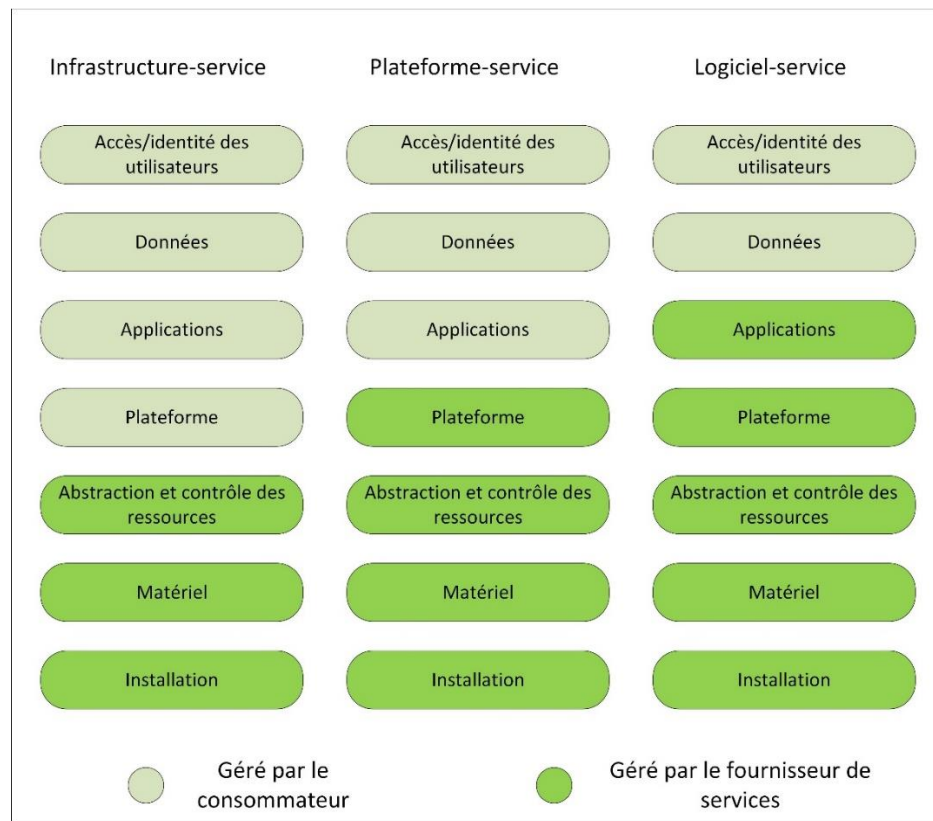 Infrastructure-service
Plateforme-service
Logiciel-service
Accès/identité des
utilisateurs
Accès/identité des
utilisateurs
Accès/identité des
utilisateurs
Données
Données
Données
Applications
Applications
Applications
Plateforme
Plateforme
Plateforme
Abstraction et contrôle des
ressources
Abstraction et contrôle des
ressources
Abstraction et contrôle des
ressources
Matériel
Matériel
Matériel
Installation
Installation
Installation
Géré par le
consommateur
Géré par le fournisseur de
services